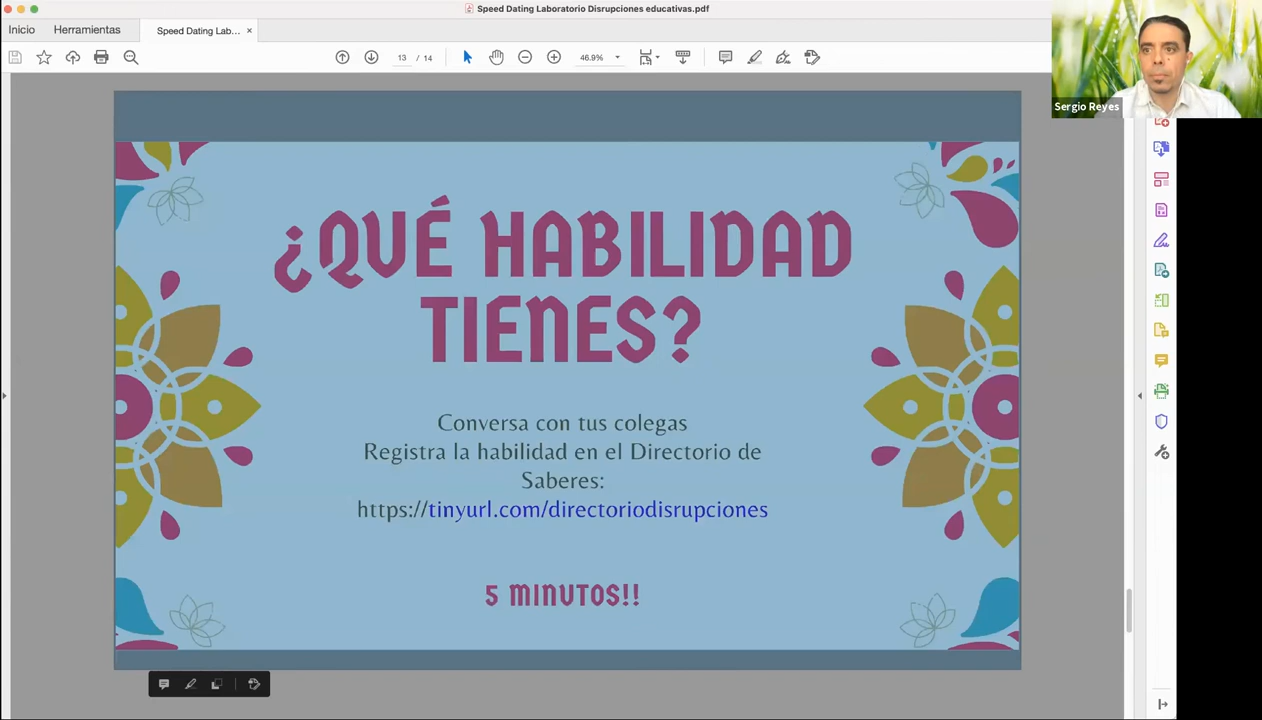 Speed Dating Laboratorio Disrupciones educativas.pdf
Inicio
Herramientas
Speed Dating Lab...
13 / 14
46.9%
Sergio Reyes
¿QUÉ HABILIDAD
TIENES?
Conversa con tus colegas
Registra la habilidad en el Directorio de
Saberes:
https://tinyurl.com/directoriodisrupciones
5 MINUTOS!!